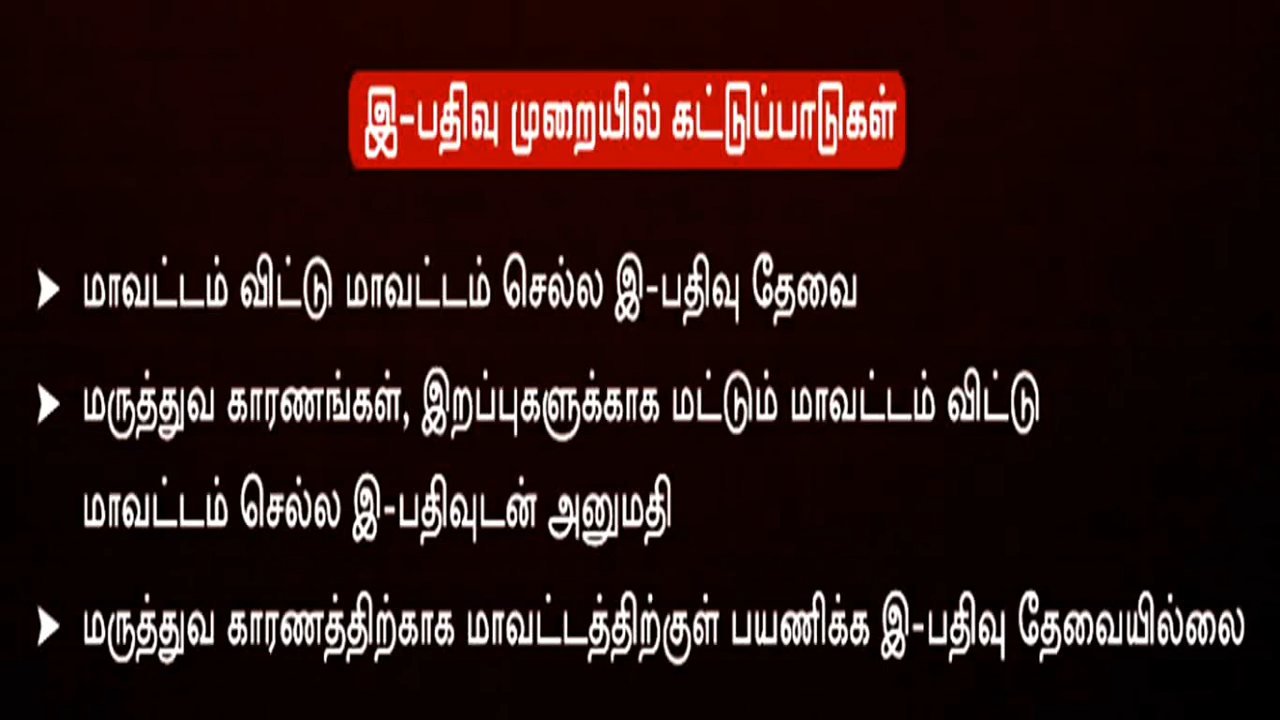 இ-பதிவு முறையில் கட்டுப்பாடுகள்
மாவட்டம் விட்டு மாவட்டம் செல்ல இ-பதிவு தேவை
மருத்துவ காரணங்கள், இறப்புகளுக்காக மட்டும் மாவட்டம் விட்டு
மாவட்டம் செல்ல இ-பதிவுடன் அனுமதி
மருத்துவ காரணத்திற்காக மாவட்டத்திற்குள் பயணிக்க இ-பதிவு தேவையில்லை